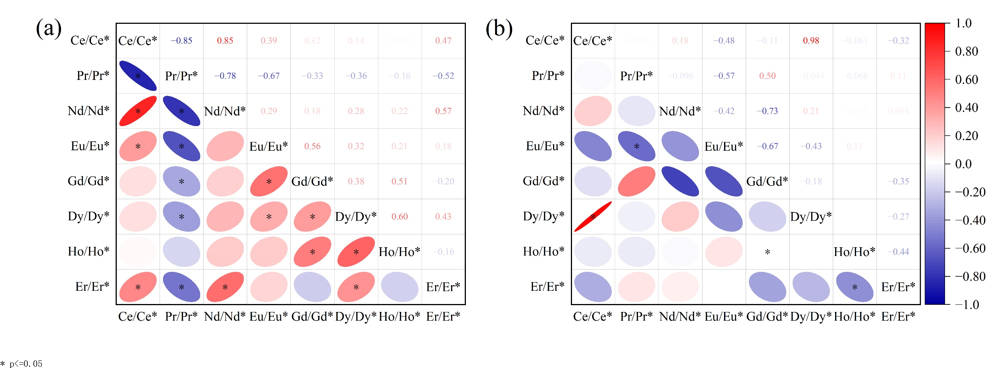 (a)
Ce/Ce* Ce/Ce* −0.85 0.85 0.39 0.12 0.14 0.040 0.47
Pr/Pr* * Pr/Pr* −0.78 −0.67 −0.33 −0.36 −0.16 −0.52
Nd/Nd* * * Nd/Nd* 0.29 0.18 0.28 0.22 0.57
Eu/Eu* * * Eu/Eu* 0.56 0.32 0.21 0.18
Gd/Gd* * * Gd/Gd* 0.38 0.51 −0.20
Dy/Dy* * * * Dy/Dy* 0.60 0.43
Ho/Ho* * * Ho/Ho* −0.16
Er/Er* * * * * Er/Er*
Ce/Ce* Pr/Pr* Nd/Nd* Eu/Eu* Gd/Gd* Dy/Dy* Ho/Ho* Er/Er*
(b)
Ce/Ce* Ce/Ce* −0.020 0.18 −0.48 −0.11 0.98 −0.061 −0.32
Pr/Pr* Pr/Pr* −0.096 −0.57 0.50 −0.044 −0.066 0.11
Nd/Nd* Nd/Nd* −0.42 −0.73 0.21 −0.015 0.064
Eu/Eu* * Eu/Eu* −0.67 −0.43 0.11
Gd/Gd* Gd/Gd* −0.18 −0.35
Dy/Dy* * Dy/Dy* −0.27
Ho/Ho* * Ho/Ho* −0.44
Er/Er* * Er/Er*
Ce/Ce* Pr/Pr* Nd/Nd* Eu/Eu* Gd/Gd* Dy/Dy* Ho/Ho* Er/Er*
1.0
0.80
0.60
0.40
0.20
0.0
−0.20
−0.40
−0.60
−0.80
−1.0
* p<=0.05